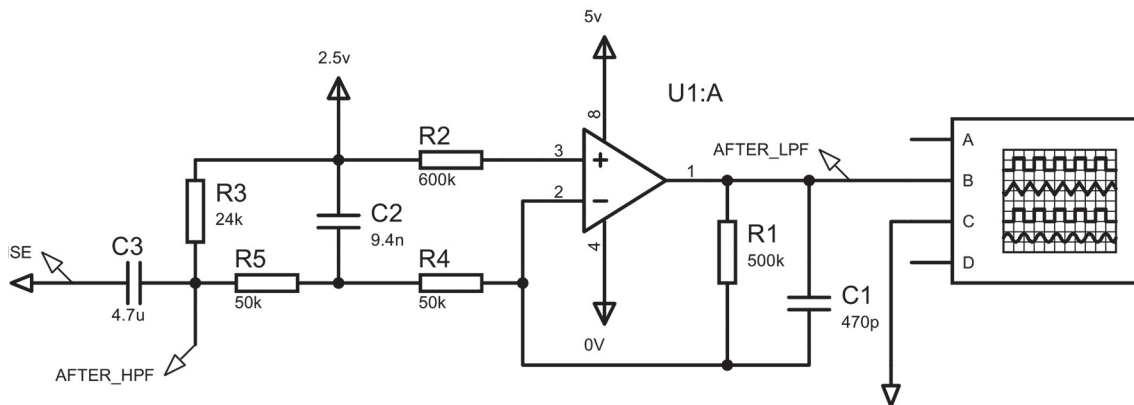 5v
2.5v
U1:A
8
R2
600k
3
2
1
4
AFTER_LPF
A
B
C
D
R3
24k
C2
9.4n
R1
500k
C3
4.7u
R5
50k
R4
50k
C1
470p
0V
ISE
AFTER_HPF